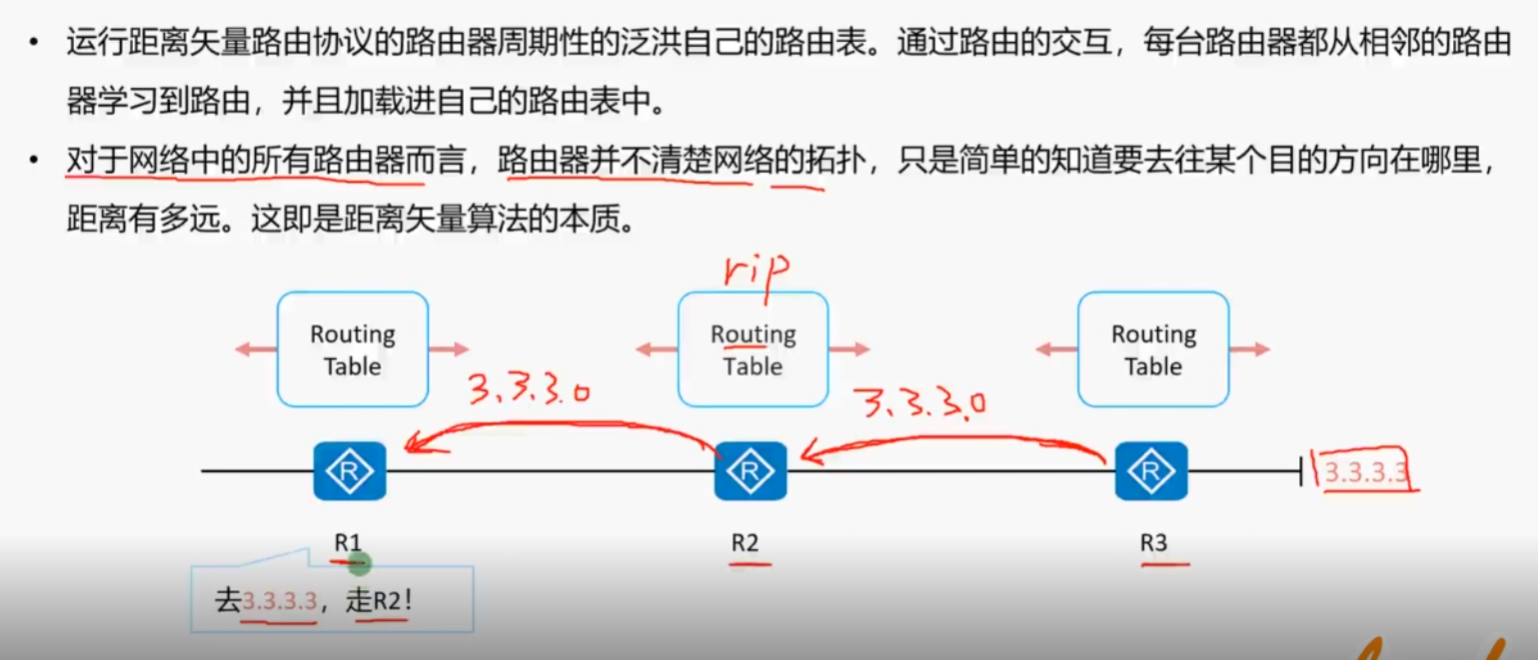 • 运行距离矢量路由协议的路由器周期性的泛洪自己的路由表。通过路由的交互，每台路由器都从相邻的路由
器学习到路由，并且加载进自己的路由表中。
• 对于网络中的所有路由器而言，路由器并不清楚网络的拓扑，只是简单的知道要去往某个目的方向在哪里，
距离有多远。这即是距离矢量算法的本质。
rip
Routing
Table
Routing
Table
Routing
Table
3.3.3.0
3.3.3.0
R
R
R
3.3.3.3
R1
R2
R3
去3.3.3.3，走R2！